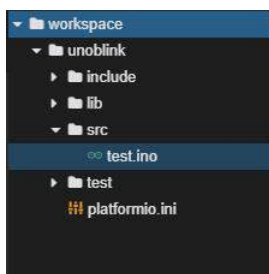 workspace
unoblink
include
lib
src
test.ino
test
platformio.ini